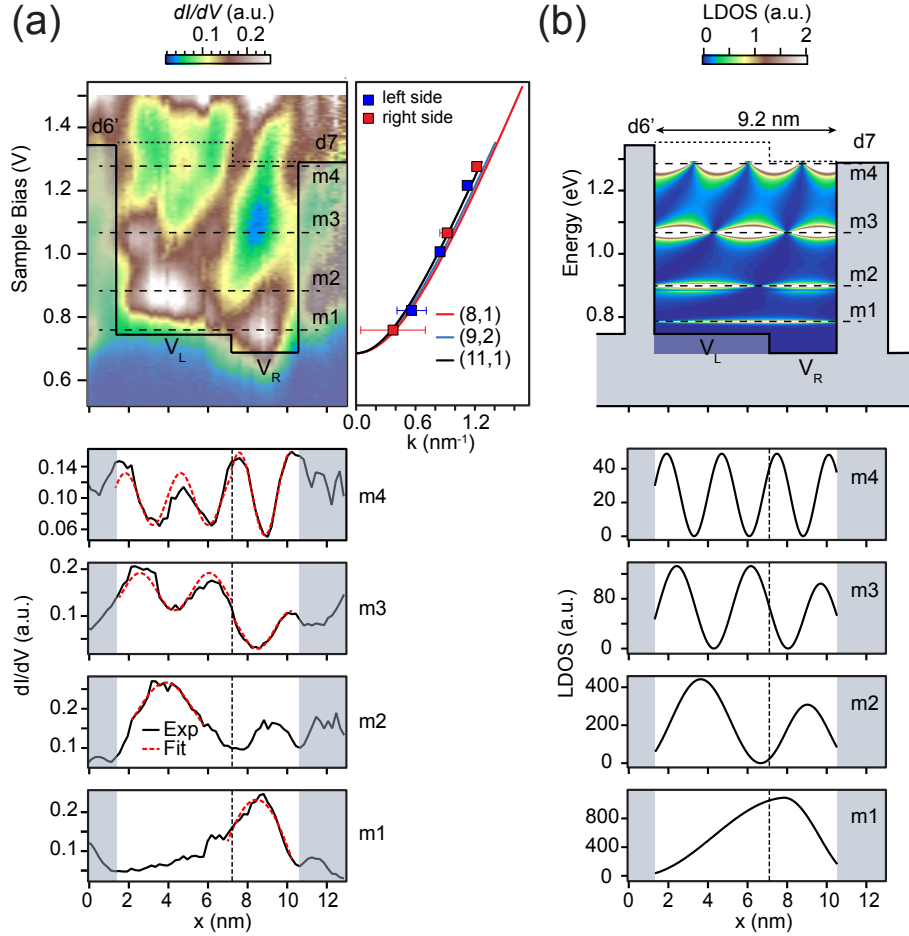 (a)
dI/dV (a.u.)
0.1 0.2
(b)
LDOS (a.u.)
0 1 2
Sample Bias (V)
1.4
1.2
1.0
0.8
0.6
d6'
d7
m4
m3
m2
m1
V_L
V_R
left side
right side
(8,1)
(9,2)
(11,1)
0.0 0.6 1.2
k (nm⁻¹)
Energy (eV)
1.2
1.0
0.8
d6'
9.2 nm
d7
m4
m3
m2
m1
V_L
V_R
dI/dV (a.u.)
0.14
0.10
0.06
m4
0.2
0.1
m3
0.2
0.1
Exp
Fit
m2
0.2
0.1
m1
0 2 4 6 8 10 12
x (nm)
LDOS (a.u.)
40
20
0
m4
80
0
m3
400
200
0
m2
800
400
0
m1
0 2 4 6 8 10 12
x (nm)